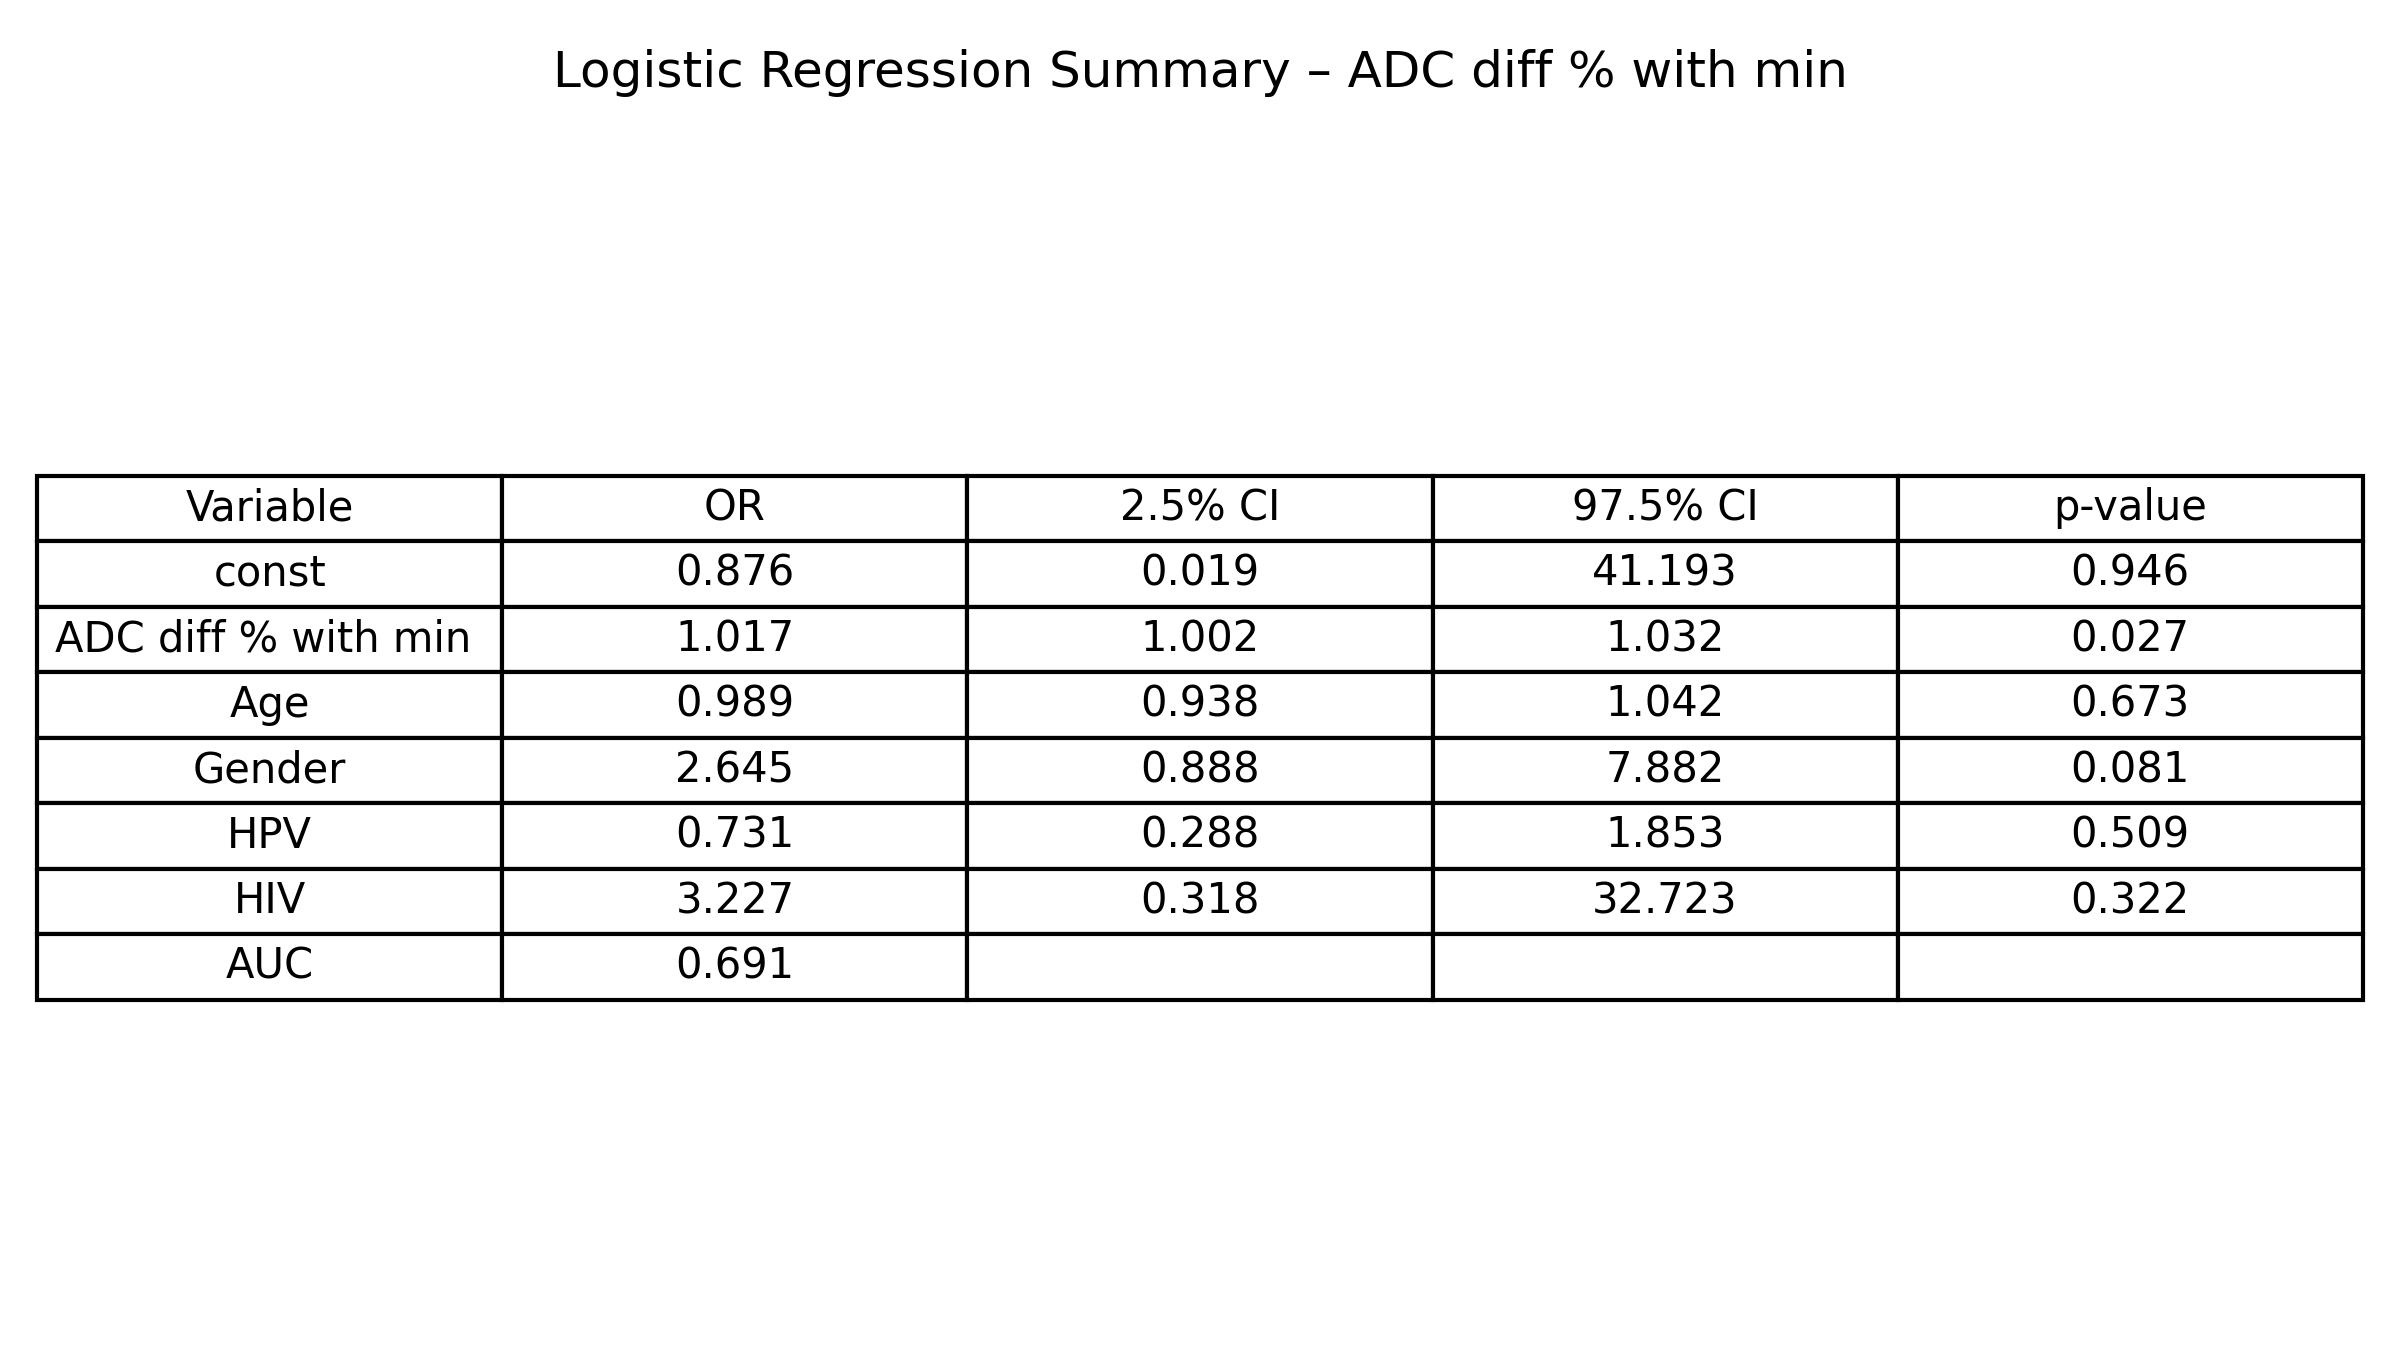 Logistic Regression Summary – ADC diff % with min
Variable OR 2.5% CI 97.5% CI p-value
const 0.876 0.019 41.193 0.946
ADC diff % with min 1.017 1.002 1.032 0.027
Age 0.989 0.938 1.042 0.673
Gender 2.645 0.888 7.882 0.081
HPV 0.731 0.288 1.853 0.509
HIV 3.227 0.318 32.723 0.322
AUC 0.691